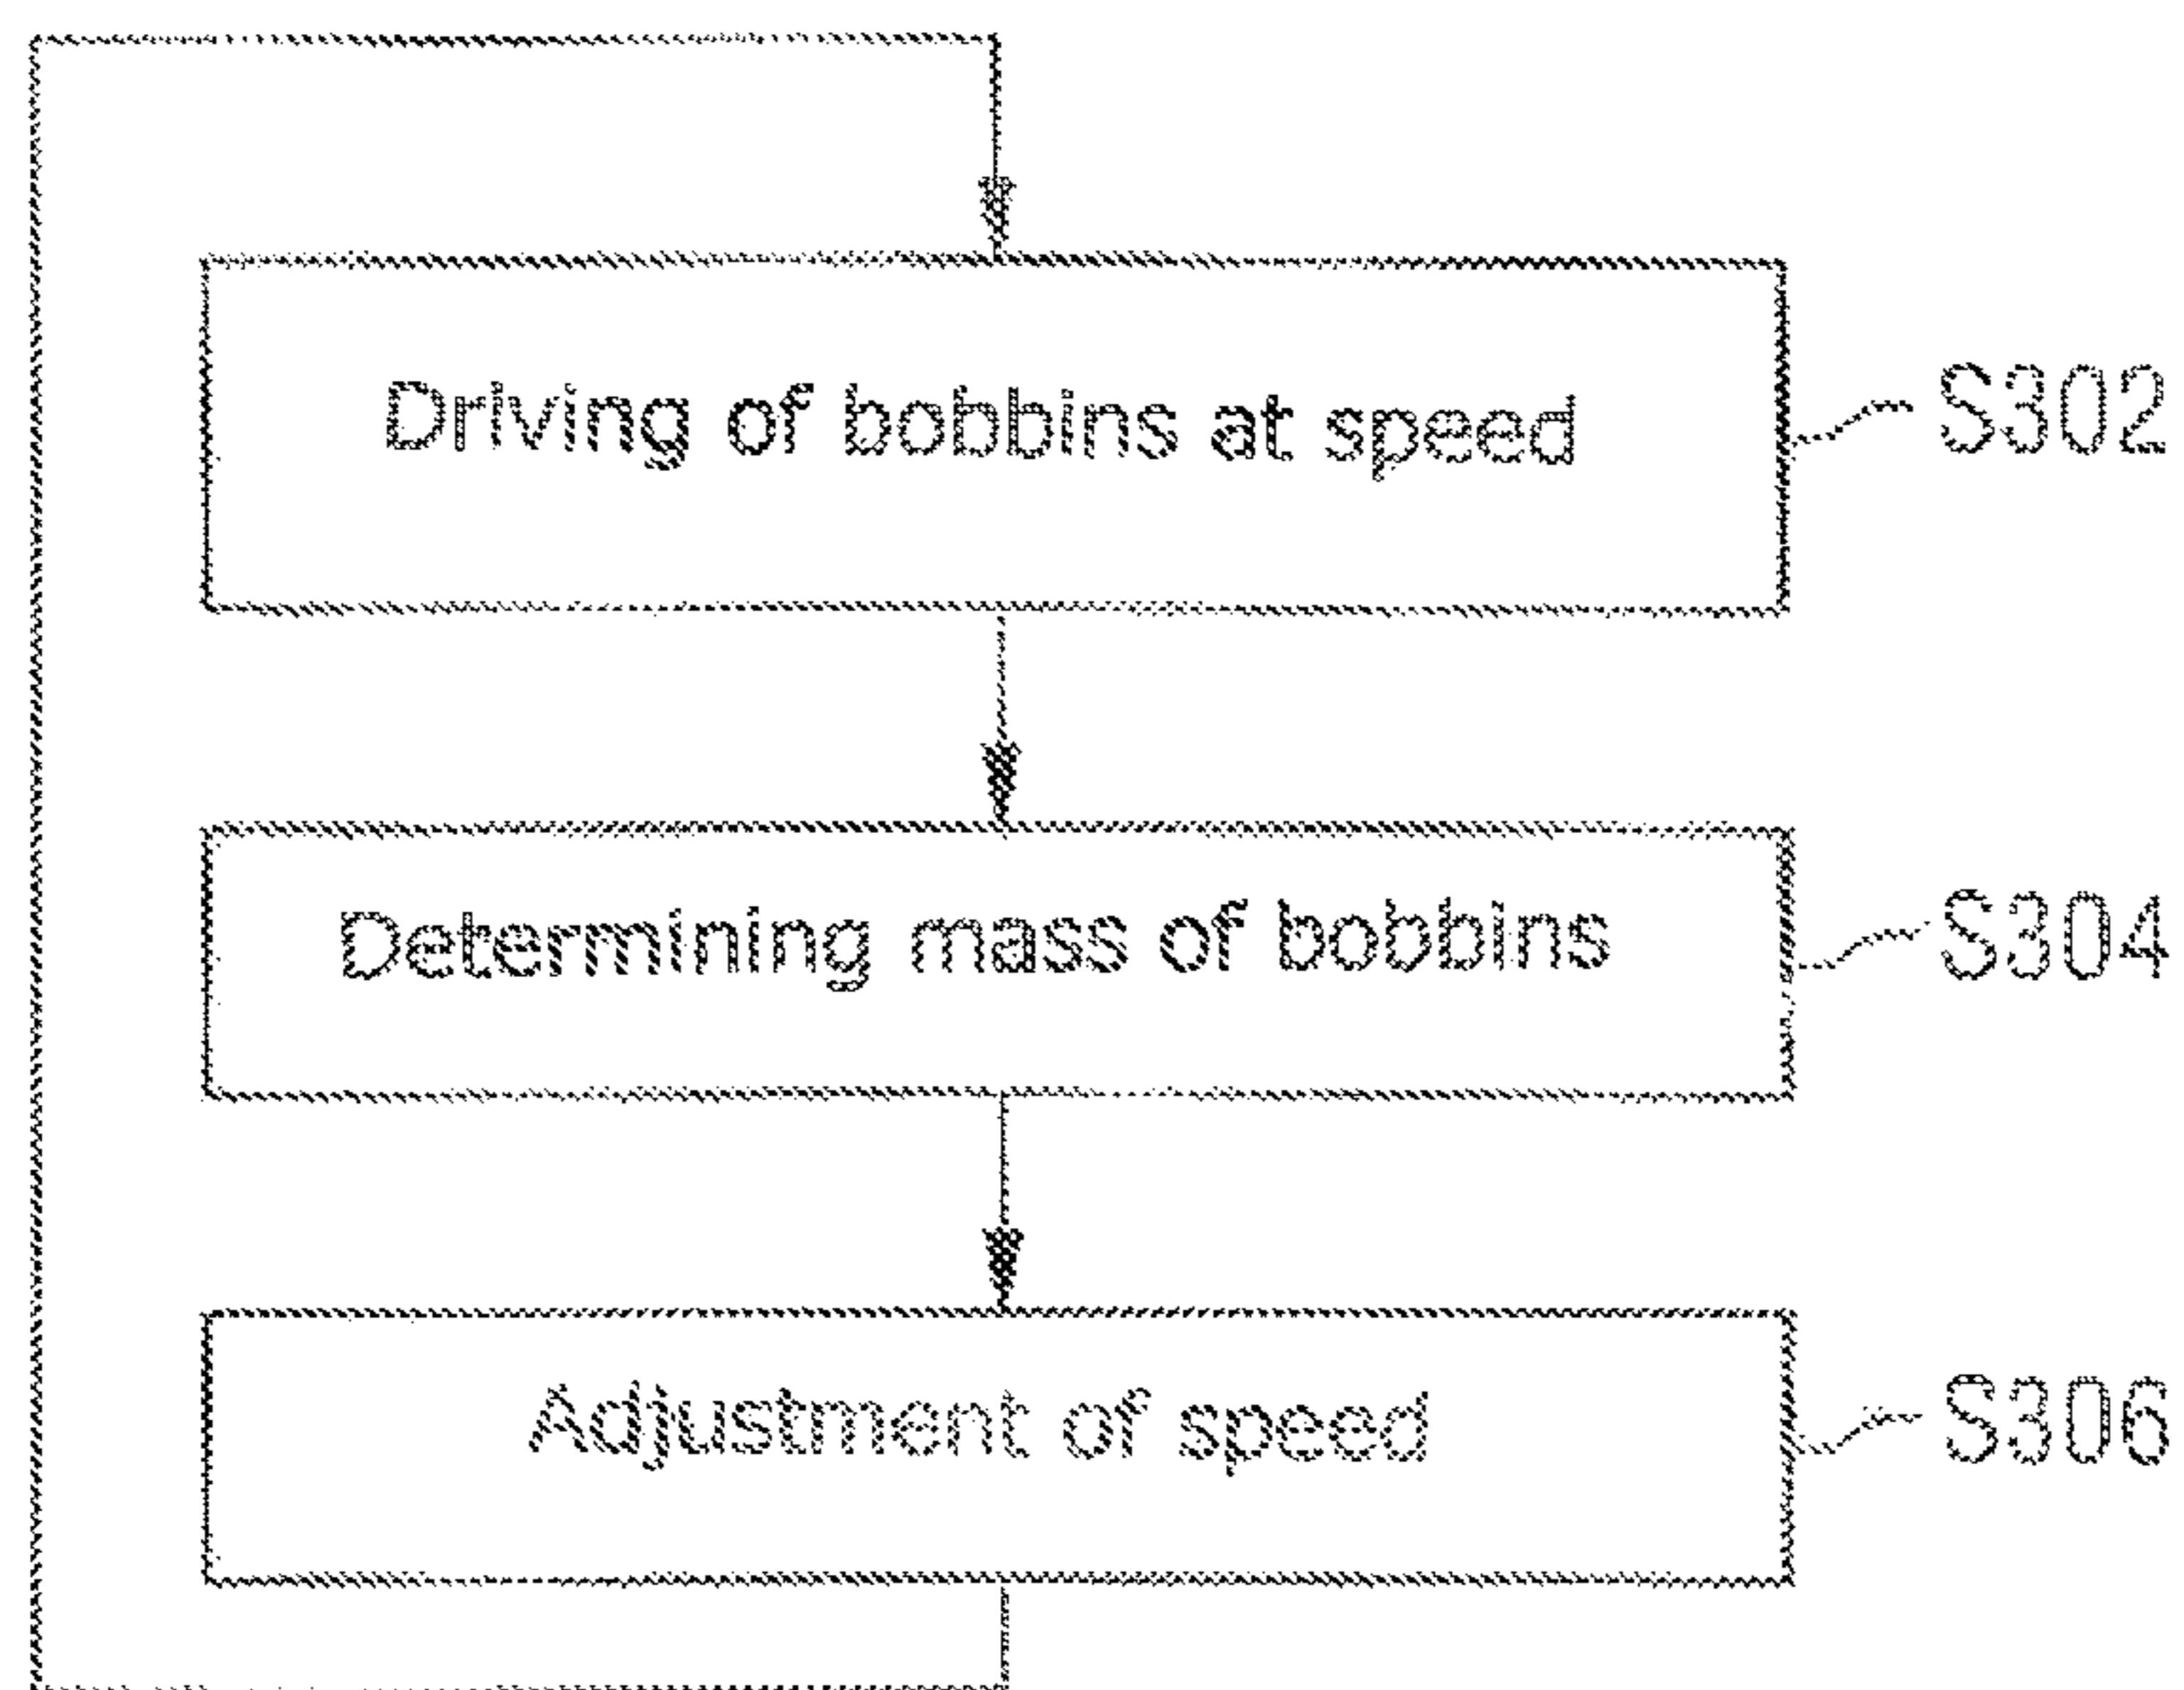 Driving of bobbins at speed
S302
Determining mass of bobbins
S304
Adjustment of speed
S306